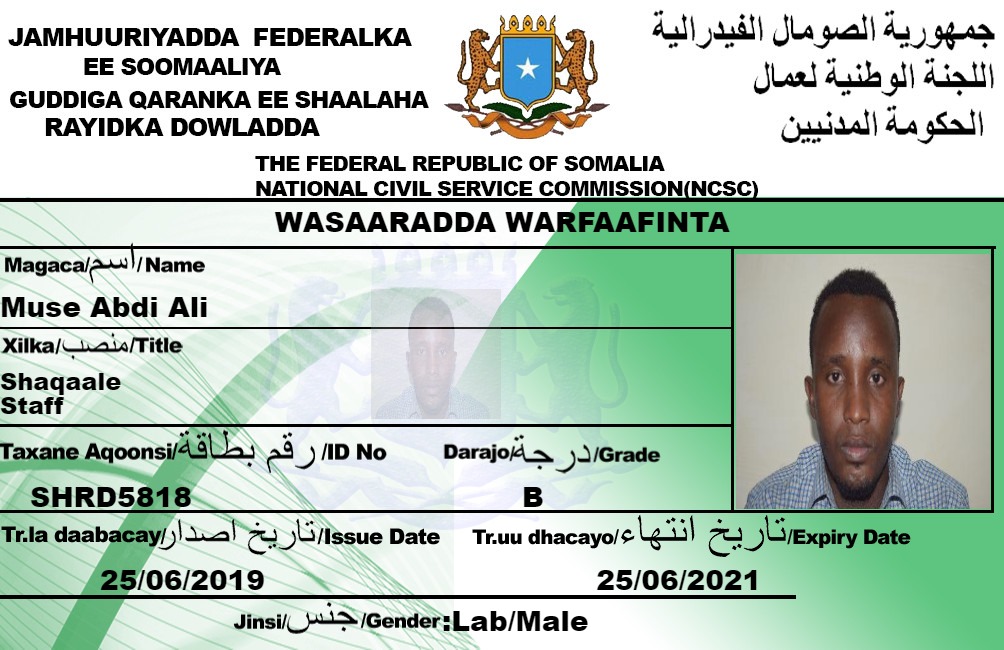 JAMHUURIYADDA FEDERALKA
EE SOOMAALIYA
GUDDIGA QARANKA EE SHAALAHA
RAYIDKA DOWLADDA
جمهورية الصومال الفيدرالية
اللجنة الوطنية لعمال
الحكومة المدنيين
THE FEDERAL REPUBLIC OF SOMALIA
NATIONAL CIVIL SERVICE COMMISSION(NCSC)
WASAARADDA WARFAAFINTA
Magaca/اسم/Name
Muse Abdi Ali
Xilka/منصب/Title
Shaqaale
Staff
Taxane Aqoonsi/رقم بطاقة/ID No
Darajo/درجة/Grade
SHRD5818
B
Tr.la daabacay/تاريخ اصدار/Issue Date
Tr.uu dhacayo/تاريخ انتهاء/Expiry Date
25/06/2019
25/06/2021
Jinsi/جنس/Gender:Lab/Male